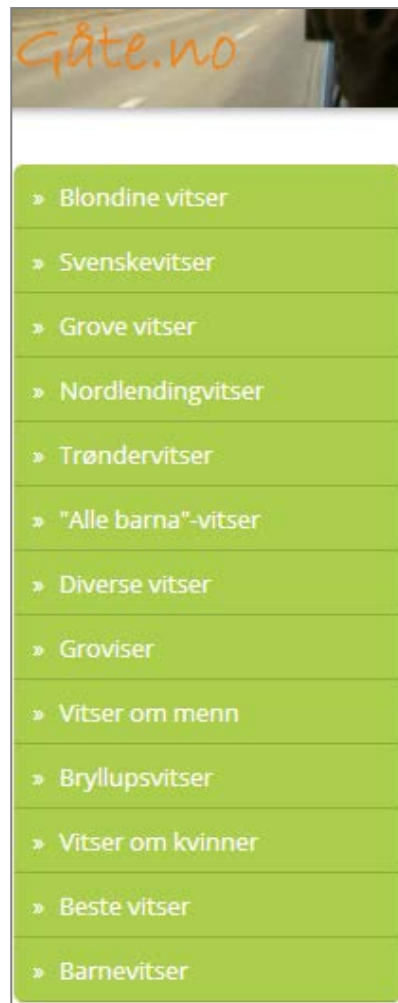 Gåte.no
» Blondine vitser
» Svenskevitser
» Grove vitser
» Nordlendingvitser
» Trøndervitser
» "Alle barna"-vitser
» Diverse vitser
» Groviser
» Vitser om menn
» Bryllupsvitser
» Vitser om kvinner
» Beste vitser
» Barnevitser